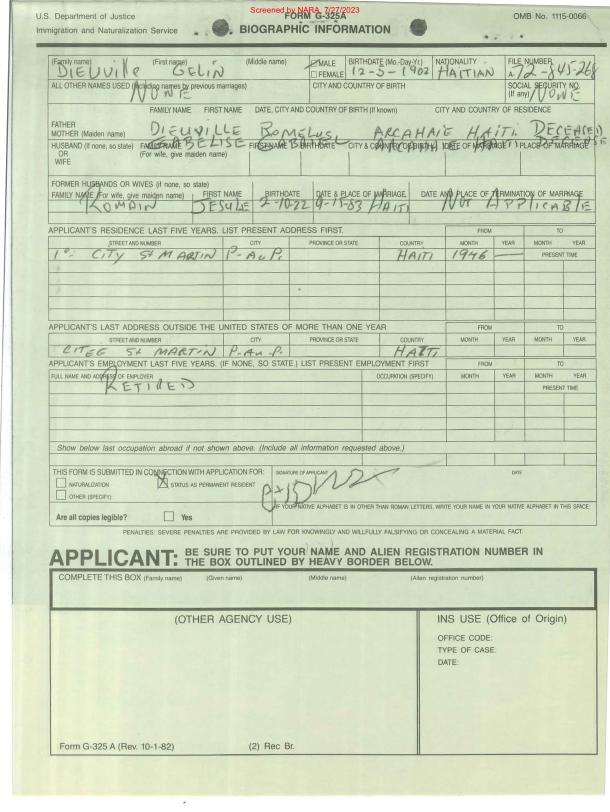 Screened by NARA, 7/27/2023
U.S. Department of Justice
Immigration and Naturalization Service
FORM G-325A
BIOGRAPHIC INFORMATION
OMB No. 1115-0066
(Family name) (First name) (Middle name) MALE FEMALE BIRTHDATE (Mo.-Day-Yr.) NATIONALITY FILE NUMBER
DIEUVille GELIN 12-5-1902 HAITIAN A-72-845-268
ALL OTHER NAMES USED (Including names by previous marriages) CITY AND COUNTRY OF BIRTH SOCIAL SECURITY NO. (If any)
NONE NONE
FAMILY NAME FIRST NAME DATE, CITY AND COUNTRY OF BIRTH (If known) CITY AND COUNTRY OF RESIDENCE
FATHER DIEUVILLE ROMELUS ARCAHAIE HAITI DECEASED
MOTHER (Maiden name)
HUSBAND (If none, so state) FAMILY NAME FIRST NAME BIRTHDATE CITY & COUNTRY OF BIRTH DATE OF MARRIAGE PLACE OF MARRIAGE
OR (For wife, give maiden name)
WIFE
FORMER HUSBANDS OR WIVES (if none, so state)
FAMILY NAME (For wife, give maiden name) FIRST NAME BIRTHDATE DATE & PLACE OF MARRIAGE DATE AND PLACE OF TERMINATION OF MARRIAGE
ROMAIN JESULE 2-10-22 9-15-83 HAITI NOT APPLICABLE
APPLICANT'S RESIDENCE LAST FIVE YEARS. LIST PRESENT ADDRESS FIRST. FROM TO
STREET AND NUMBER CITY PROVINCE OR STATE COUNTRY MONTH YEAR MONTH YEAR
CITY St MARTIN P-Au P. HAITI 1946 PRESENT TIME
APPLICANT'S LAST ADDRESS OUTSIDE THE UNITED STATES OF MORE THAN ONE YEAR FROM TO
STREET AND NUMBER CITY PROVINCE OR STATE COUNTRY MONTH YEAR MONTH YEAR
CITEE St MARTIN P-Au-P. HAITI
APPLICANT'S EMPLOYMENT LAST FIVE YEARS. (IF NONE, SO STATE.) LIST PRESENT EMPLOYMENT FIRST FROM TO
FULL NAME AND ADDRESS OF EMPLOYER OCCUPATION (SPECIFY) MONTH YEAR MONTH YEAR
RETIRED PRESENT TIME
Show below last occupation abroad if not shown above. (Include all information requested above.)
THIS FORM IS SUBMITTED IN CONNECTION WITH APPLICATION FOR: SIGNATURE OF APPLICANT DATE
NATURALIZATION X STATUS AS PERMANENT RESIDENT
OTHER (SPECIFY):
IF YOUR NATIVE ALPHABET IS IN OTHER THAN ROMAN LETTERS, WRITE YOUR NAME IN YOUR NATIVE ALPHABET IN THIS SPACE:
Are all copies legible? Yes
PENALTIES: SEVERE PENALTIES ARE PROVIDED BY LAW FOR KNOWINGLY AND WILLFULLY FALSIFYING OR CONCEALING A MATERIAL FACT.
APPLICANT: BE SURE TO PUT YOUR NAME AND ALIEN REGISTRATION NUMBER IN
THE BOX OUTLINED BY HEAVY BORDER BELOW.
COMPLETE THIS BOX (Family name) (Given name) (Middle name) (Alien registration number)
(OTHER AGENCY USE) INS USE (Office of Origin)
OFFICE CODE:
TYPE OF CASE:
DATE:
Form G-325 A (Rev. 10-1-82) (2) Rec Br.